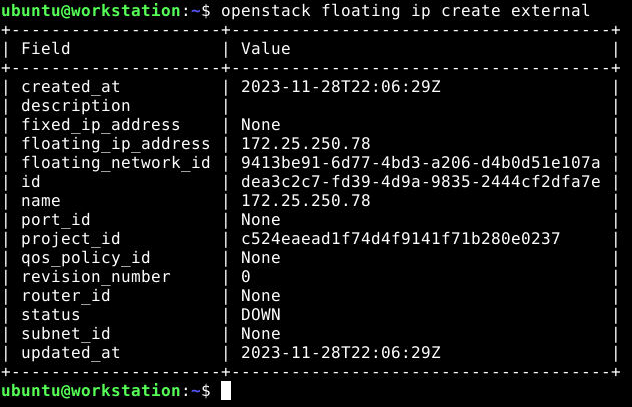 ubuntu@workstation:~$ openstack floating ip create external
+---------------------+--------------------------------------+
| Field               | Value                                |
+---------------------+--------------------------------------+
| created_at          | 2023-11-28T22:06:29Z                 |
| description         |                                      |
| fixed_ip_address    | None                                 |
| floating_ip_address | 172.25.250.78                        |
| floating_network_id | 9413be91-6d77-4bd3-a206-d4b0d51e107a |
| id                  | dea3c2c7-fd39-4d9a-9835-2444cf2dfa7e |
| name                | 172.25.250.78                        |
| port_id             | None                                 |
| project_id          | c524eaead1f74d4f9141f71b280e0237     |
| qos_policy_id       | None                                 |
| revision_number     | 0                                    |
| router_id           | None                                 |
| status              | DOWN                                 |
| subnet_id           | None                                 |
| updated_at          | 2023-11-28T22:06:29Z                 |
+---------------------+--------------------------------------+
ubuntu@workstation:~$